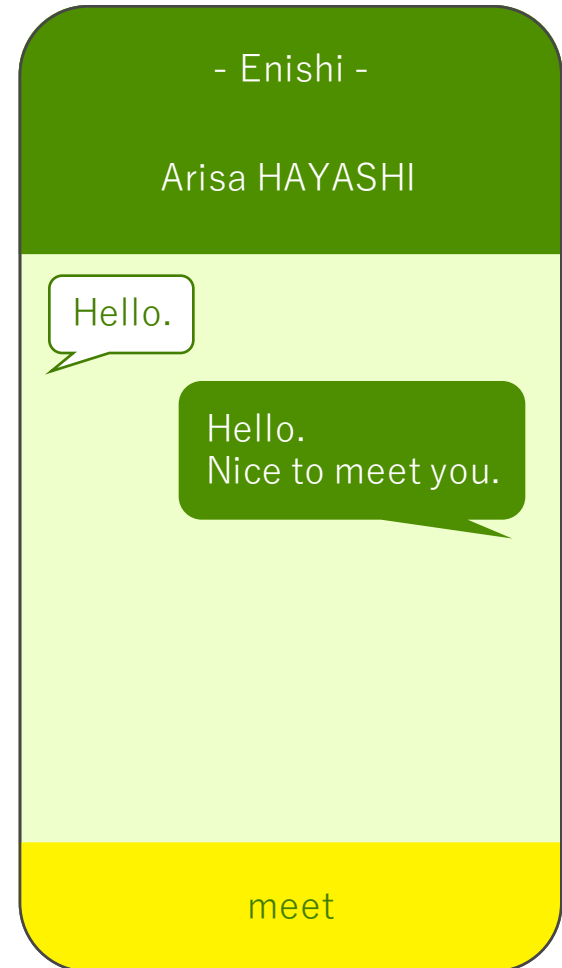 - Enishi -
Arisa HAYASHI
Hello.
Hello.
Nice to meet you.
meet